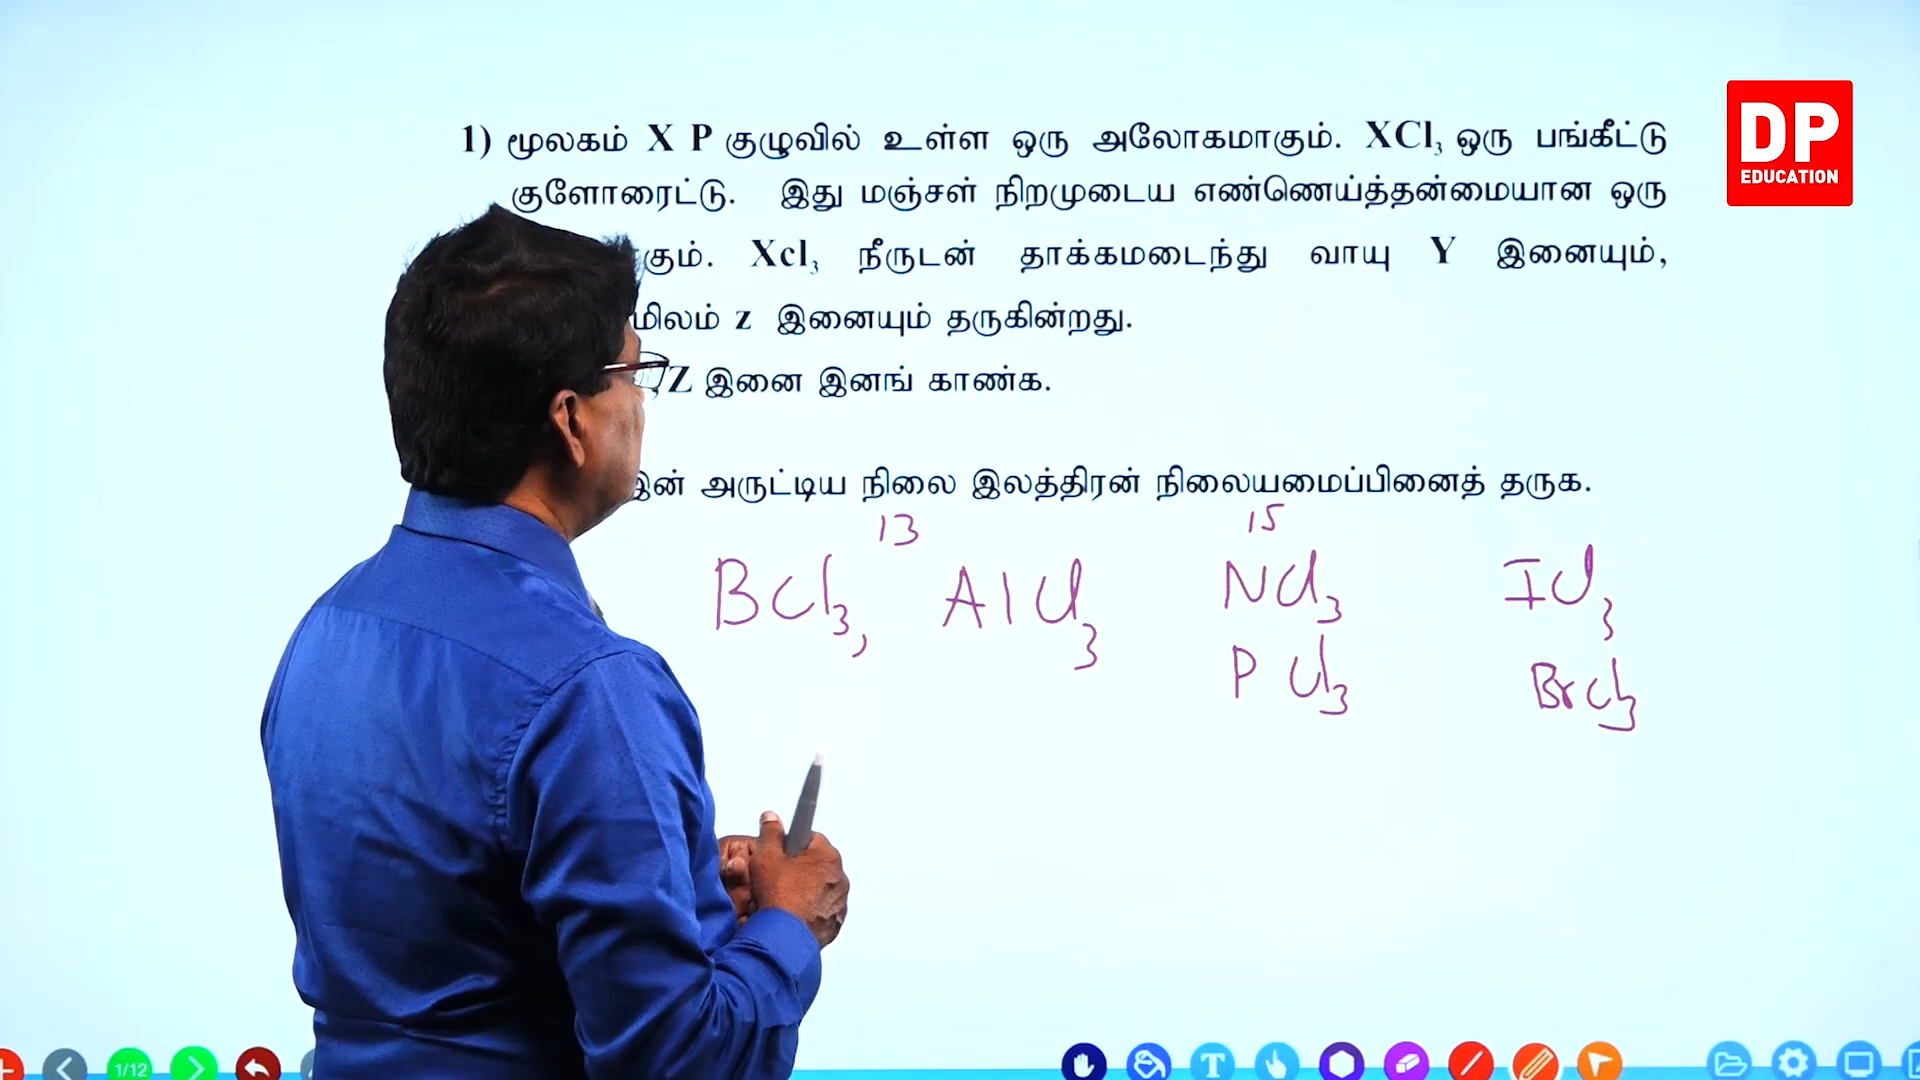 DP
EDUCATION
1) மூலகம் X P குழுவில் உள்ள ஒரு அலோகமாகும். XCl₃ ஒரு பங்கீட்டு
குளோரைட்டு. இது மஞ்சள் நிறமுடைய எண்ணெய்த்தன்மையான ஒரு
கும். Xcl₃ நீருடன் தாக்கமடைந்து வாயு Y இனையும்,
மிலம் z இனையும் தருகின்றது.
,Z இனை இனங் காண்க.
இன் அருட்டிய நிலை இலத்திரன் நிலையமைப்பினைத் தருக.
13 15
BCl₃, AlCl₃ NCl₃ ICl₃
PCl₃ BrCl₃
1/12
T